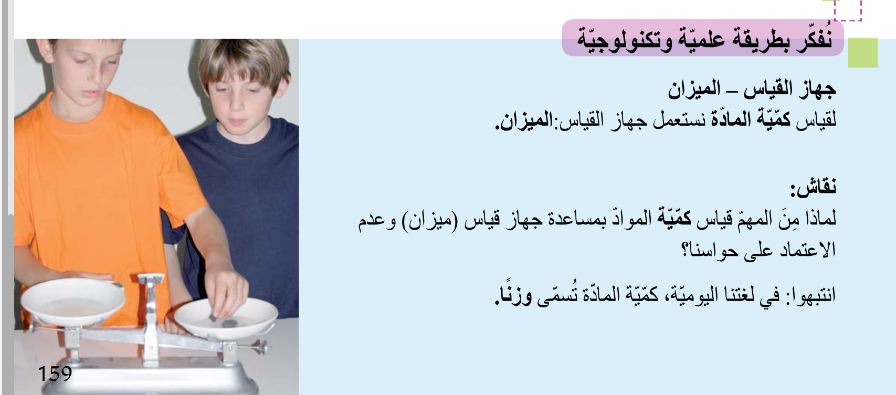 نُفكّر بطريقة علميّة وتكنولوجيّة
جهاز القياس – الميزان
لقياس كمّيّة المادّة نستعمل جهاز القياس:الميزان.
نقاش:
لماذا مِنَ المهمّ قياس كمّيّة الموادّ بمساعدة جهاز قياس (ميزان) وعدم
الاعتماد على حواسنا؟
انتبهوا: في لغتنا اليوميّة، كمّيّة المادّة تُسمّى وزنًا.
159